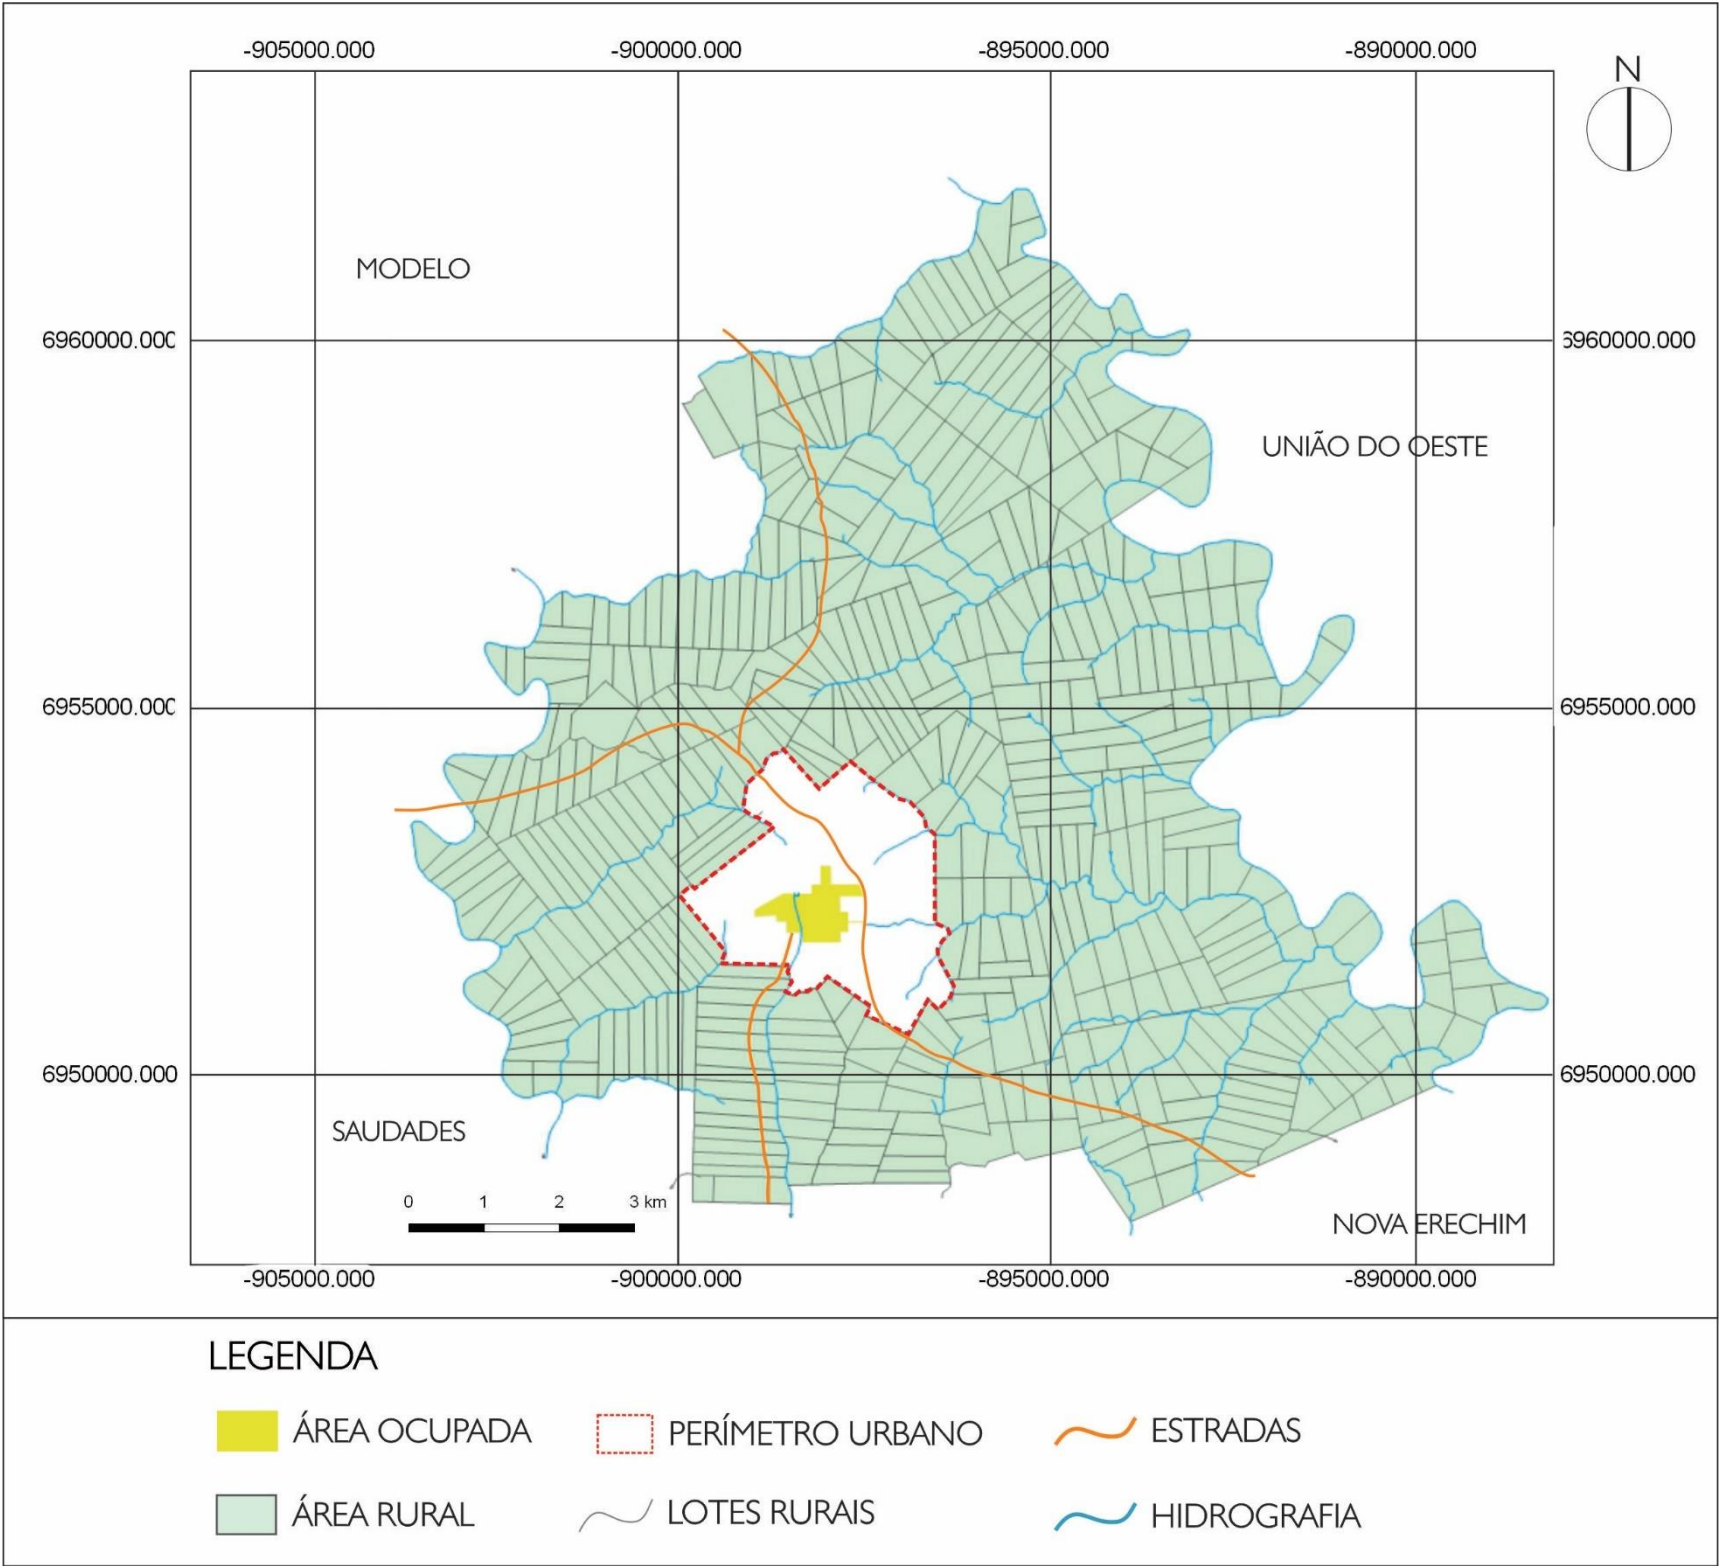 -905000.000 -900000.000 -895000.000 -890000.000
N
MODELO
6960000.000 6960000.000
UNIÃO DO OESTE
6955000.000 6955000.000
6950000.000 6950000.000
SAUDADES
0 1 2 3 km
NOVA ERECHIM
-905000.000 -900000.000 -895000.000 -890000.000
LEGENDA
ÁREA OCUPADA PERÍMETRO URBANO ESTRADAS
ÁREA RURAL LOTES RURAIS HIDROGRAFIA